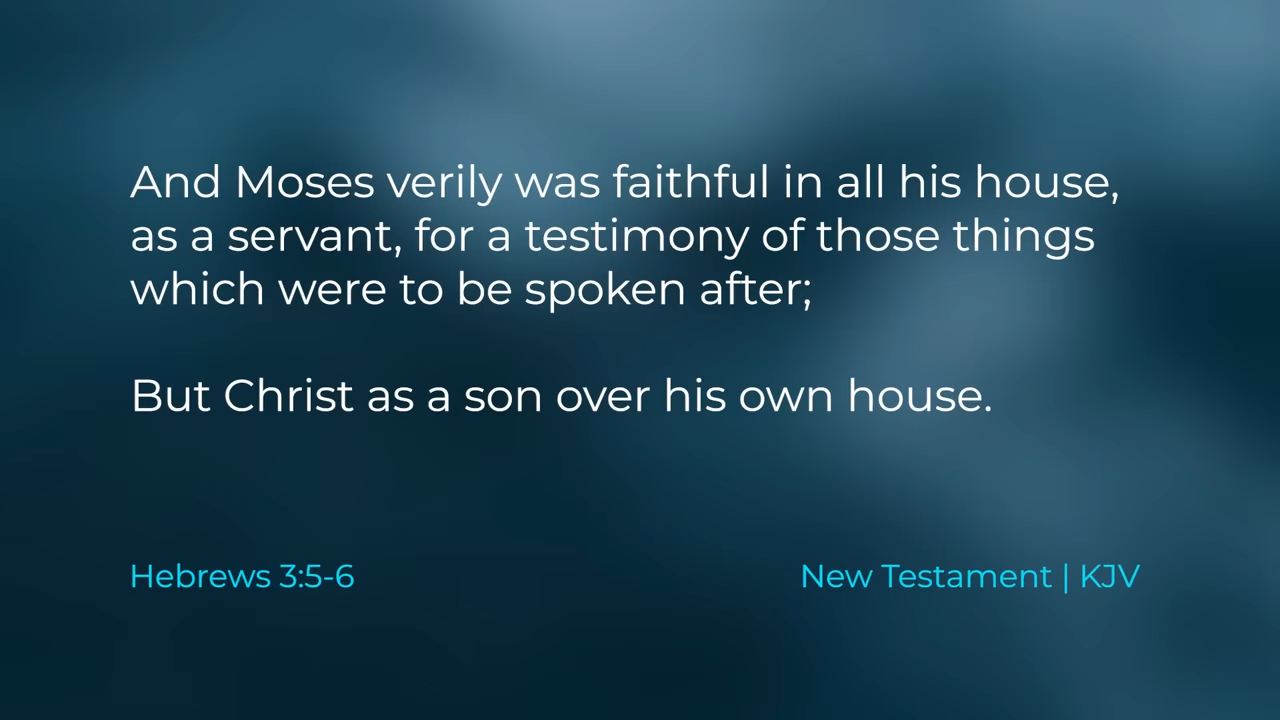 And Moses verily was faithful in all his house,
as a servant, for a testimony of those things
which were to be spoken after;
But Christ as a son over his own house.
Hebrews 3:5-6
New Testament | KJV